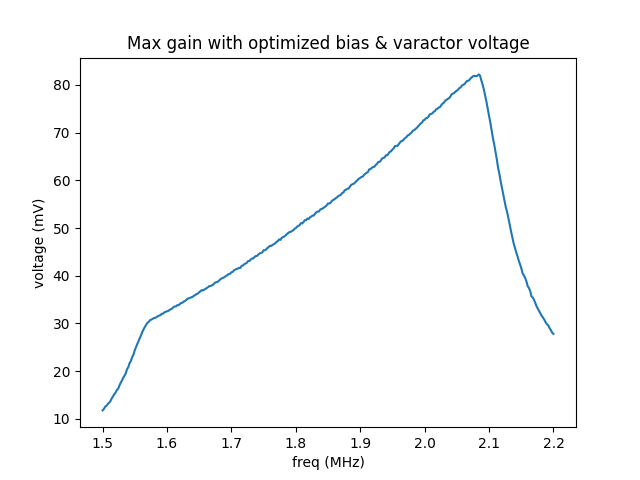 Max gain with optimized bias & varactor voltage
voltage (mV)
80
70
60
50
40
30
20
10
1.5 1.6 1.7 1.8 1.9 2.0 2.1 2.2
freq (MHz)